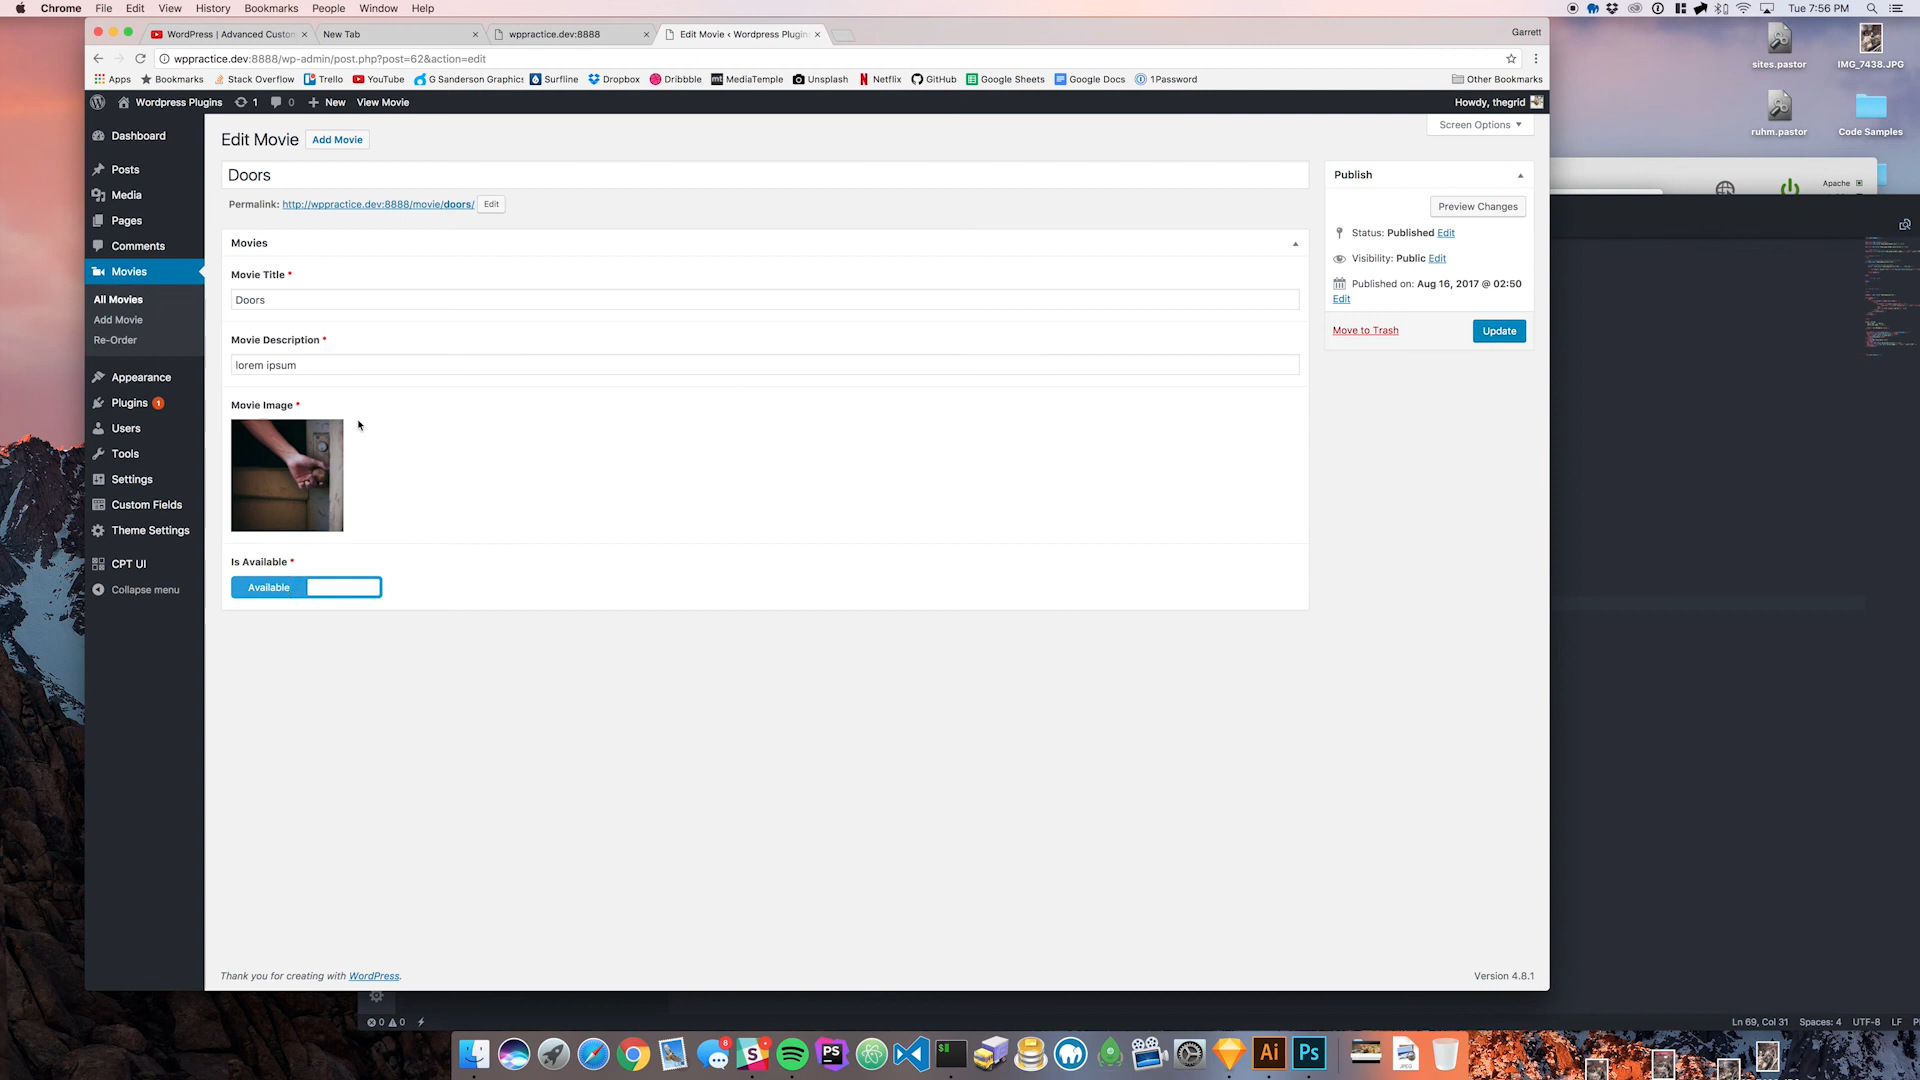 Chrome File Edit View History Bookmarks People Window Help Tue 7:56 PM
WordPress | Advanced Custom New Tab wppractice.dev:8888 Edit Movie ‹ Wordpress Plugin Garrett
wppractice.dev:8888/wp-admin/post.php?post=62&action=edit
Apps Bookmarks Stack Overflow Trello YouTube G Sanderson Graphics Surfline Dropbox Dribbble MediaTemple Unsplash Netflix GitHub Google Sheets Google Docs 1Password Other Bookmarks
Wordpress Plugins 1 0 New View Movie Howdy, thegrid
sites.pastor IMG_7438.JPG
ruhm.pastor Code Samples
Apache
Screen Options
Dashboard
Posts
Media
Pages
Comments
Movies
All Movies
Add Movie
Re-Order
Appearance
Plugins 1
Users
Tools
Settings
Custom Fields
Theme Settings
CPT UI
Collapse menu
Edit Movie Add Movie
Doors
Permalink: http://wppractice.dev:8888/movie/doors/ Edit
Movies
Movie Title *
Doors
Movie Description *
lorem ipsum
Movie Image *
Is Available *
Available
Publish
Preview Changes
Status: Published Edit
Visibility: Public Edit
Published on: Aug 16, 2017 @ 02:50
Edit
Move to Trash Update
Thank you for creating with WordPress. Version 4.8.1
0 0 Ln 69, Col 31 Spaces: 4 UTF-8 LF
8 PS $ Ai Ps JPEG